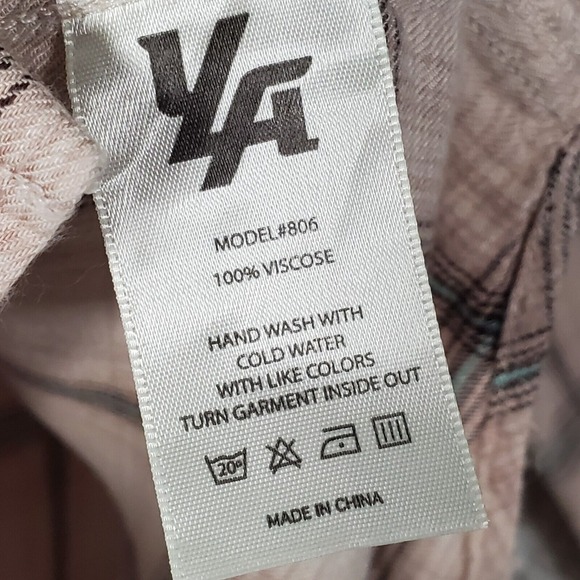 YA
MODEL#806
100% VISCOSE
HAND WASH WITH
COLD WATER
WITH LIKE COLORS
TURN GARMENT INSIDE OUT
20°
MADE IN CHINA